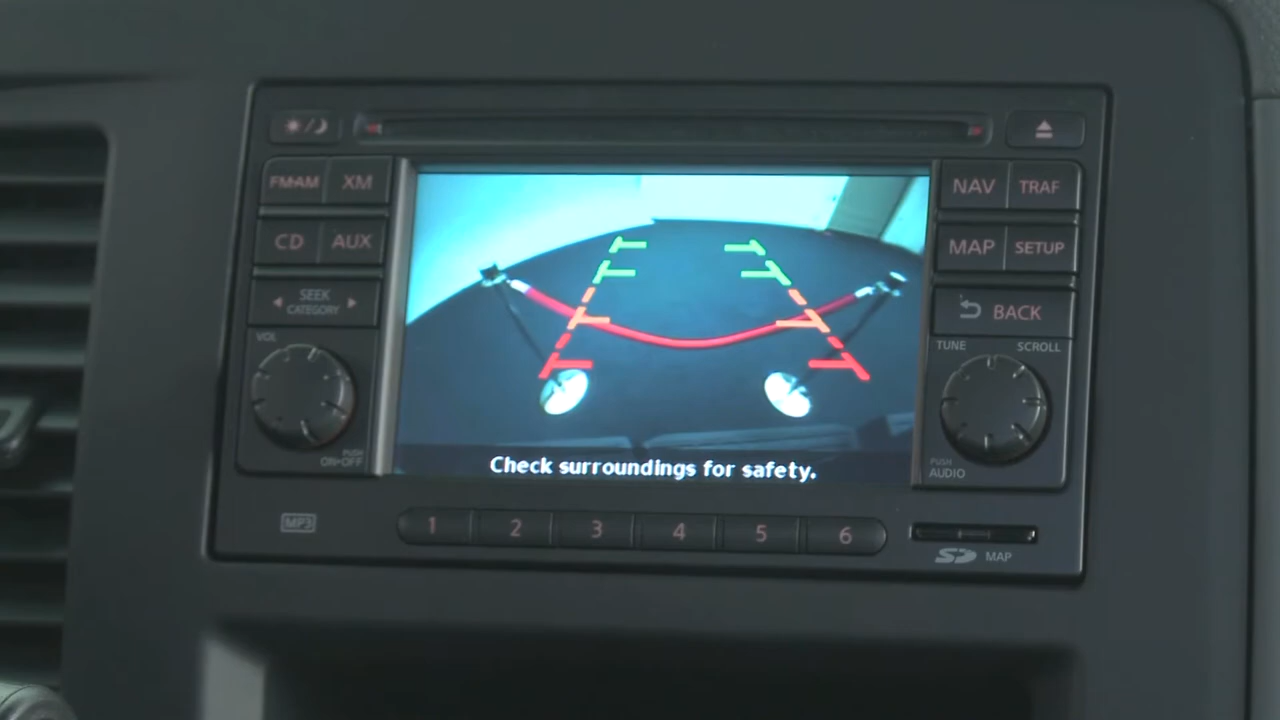 FM·AM XM
CD AUX
SEEK
CATEGORY
VOL
PUSH
ON•OFF
MP3
NAV TRAF
MAP SETUP
BACK
TUNE SCROLL
PUSH
AUDIO
Check surroundings for safety.
1 2 3 4 5 6
SD MAP